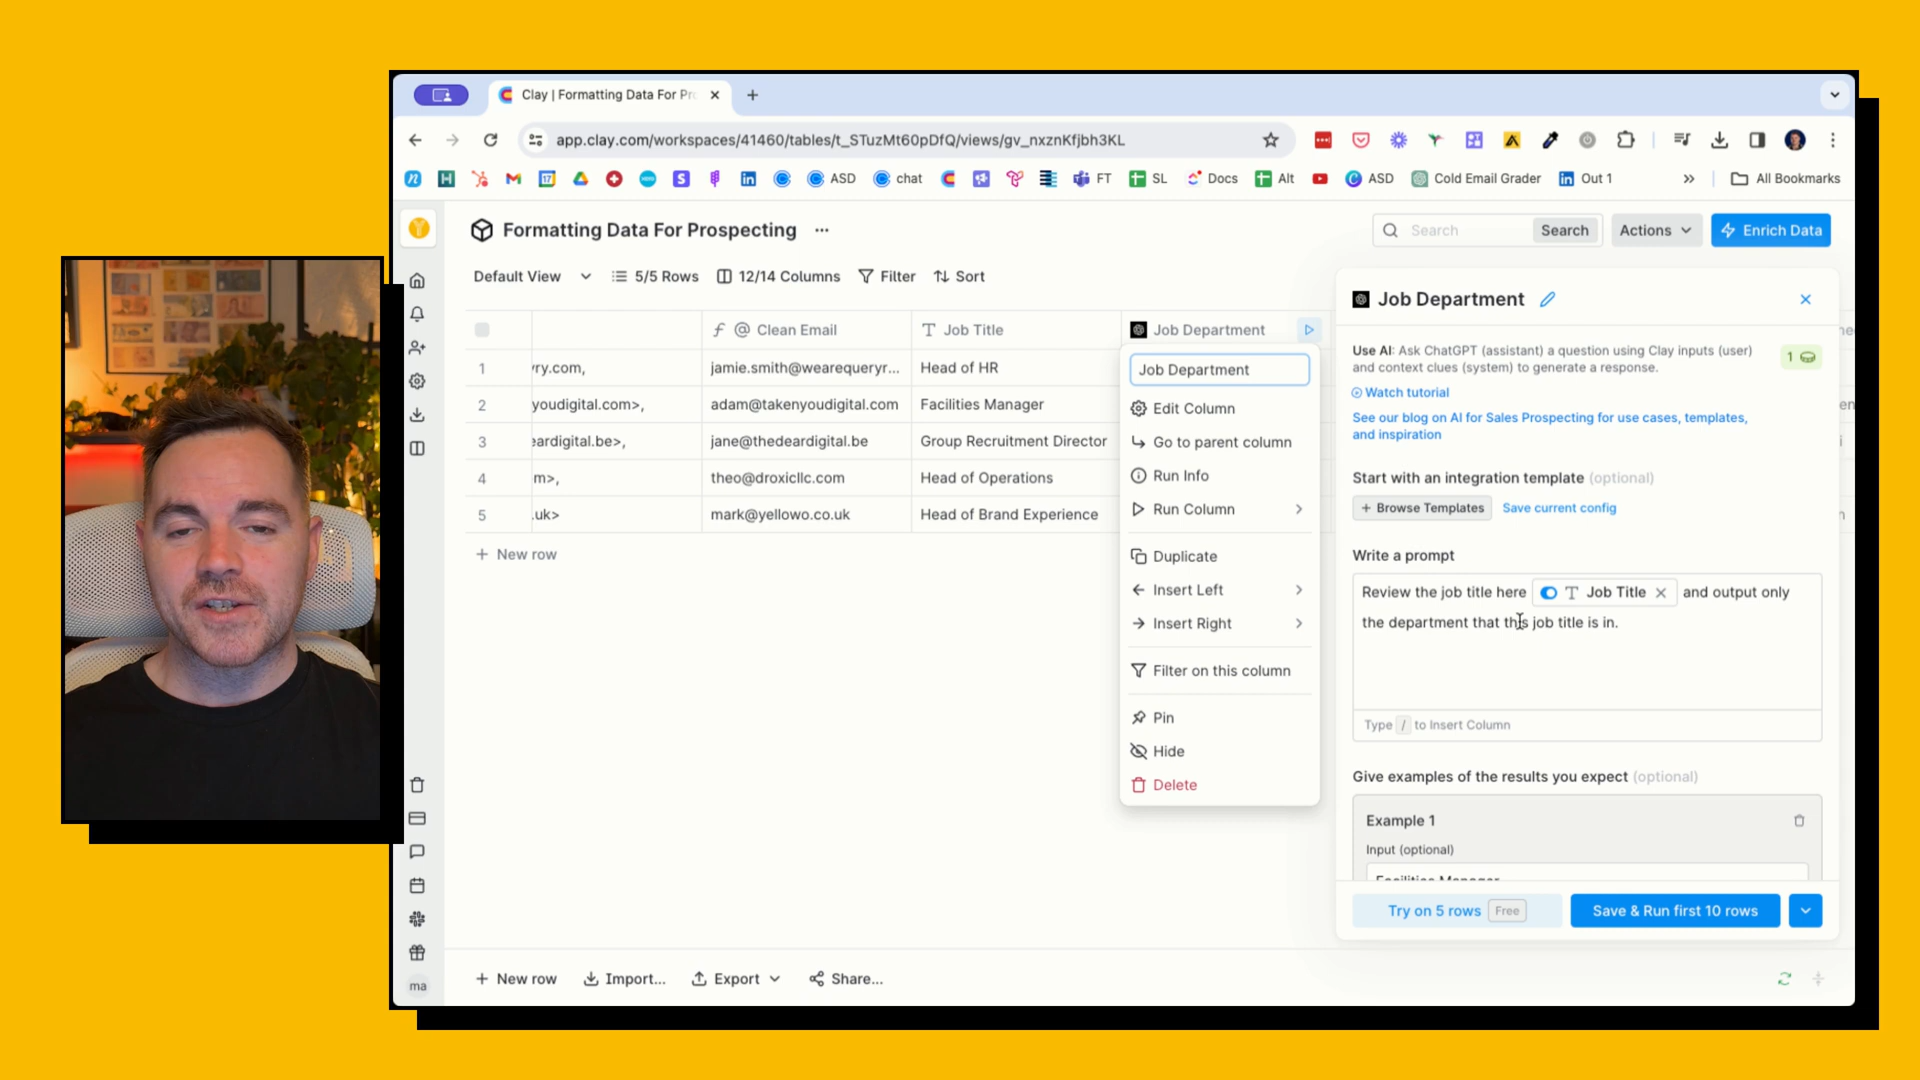 Clay | Formatting Data For Pr
app.clay.com/workspaces/41460/tables/t_STuzMt60pDfQ/views/gv_nxznKfjbh3KL
ASD
chat
FT
SL
Docs
Alt
ASD
Cold Email Grader
Out 1
All Bookmarks
Formatting Data For Prospecting
Search
Search
Actions
Enrich Data
Default View
5/5 Rows
12/14 Columns
Filter
Sort
Clean Email
Job Title
Job Department
1 ry.com, jamie.smith@wearequeryr... Head of HR
2 youdigital.com>, adam@takenyoudigital.com Facilities Manager
3 eardigital.be>, jane@thedeardigital.be Group Recruitment Director
4 m>, theo@droxicllc.com Head of Operations
5 .uk> mark@yellowo.co.uk Head of Brand Experience
+ New row
Job Department
Edit Column
Go to parent column
Run Info
Run Column
Duplicate
Insert Left
Insert Right
Filter on this column
Pin
Hide
Delete
Job Department
Use AI: Ask ChatGPT (assistant) a question using Clay inputs (user)
and context clues (system) to generate a response.
1
Watch tutorial
See our blog on AI for Sales Prospecting for use cases, templates,
and inspiration
Start with an integration template (optional)
+ Browse Templates
Save current config
Write a prompt
Review the job title here Job Title and output only
the department that this job title is in.
Type / to Insert Column
Give examples of the results you expect (optional)
Example 1
Input (optional)
Facilities Manager
Try on 5 rows Free
Save & Run first 10 rows
+ New row
Import...
Export
Share...
ma